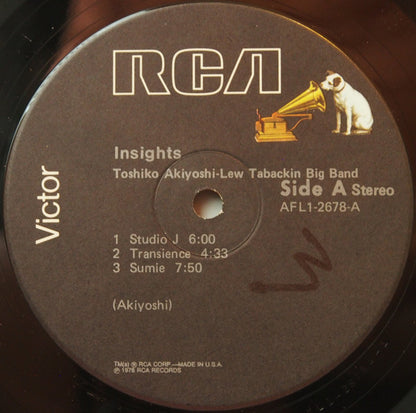 RCA
Victor
Insights
Toshiko Akiyoshi-Lew Tabackin Big Band
Side A Stereo
AFL1-2678-A
1 Studio J 6:00
2 Transience 4:33
3 Sumie 7:50
(Akiyoshi)
TM(s) ® RCA CORP.—MADE IN U.S.A.
℗ 1978 RCA RECORDS